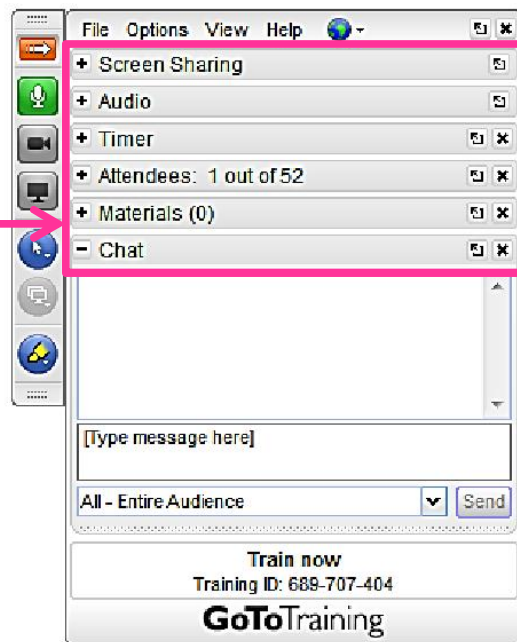 File Options View Help
+ Screen Sharing
+ Audio
+ Timer
+ Attendees: 1 out of 52
+ Materials (0)
− Chat
[Type message here]
All - Entire Audience
Send
Train now
Training ID: 689-707-404
GoToTraining